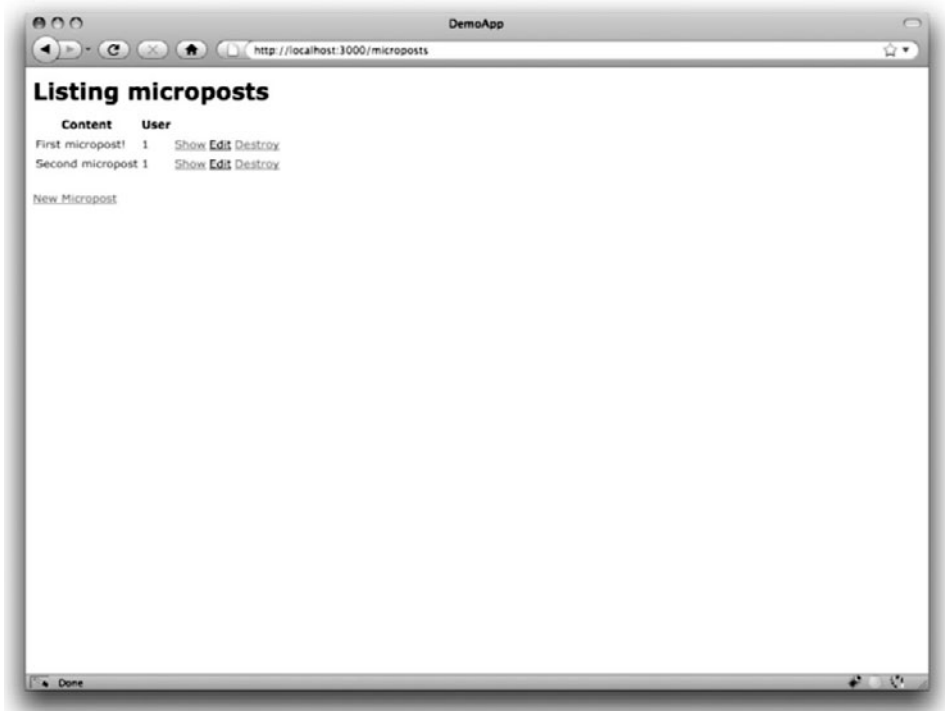 DemoApp
http://localhost:3000/microposts
Listing microposts
Content User
First micropost! 1 Show Edit Destroy
Second micropost 1 Show Edit Destroy
New Micropost
Done